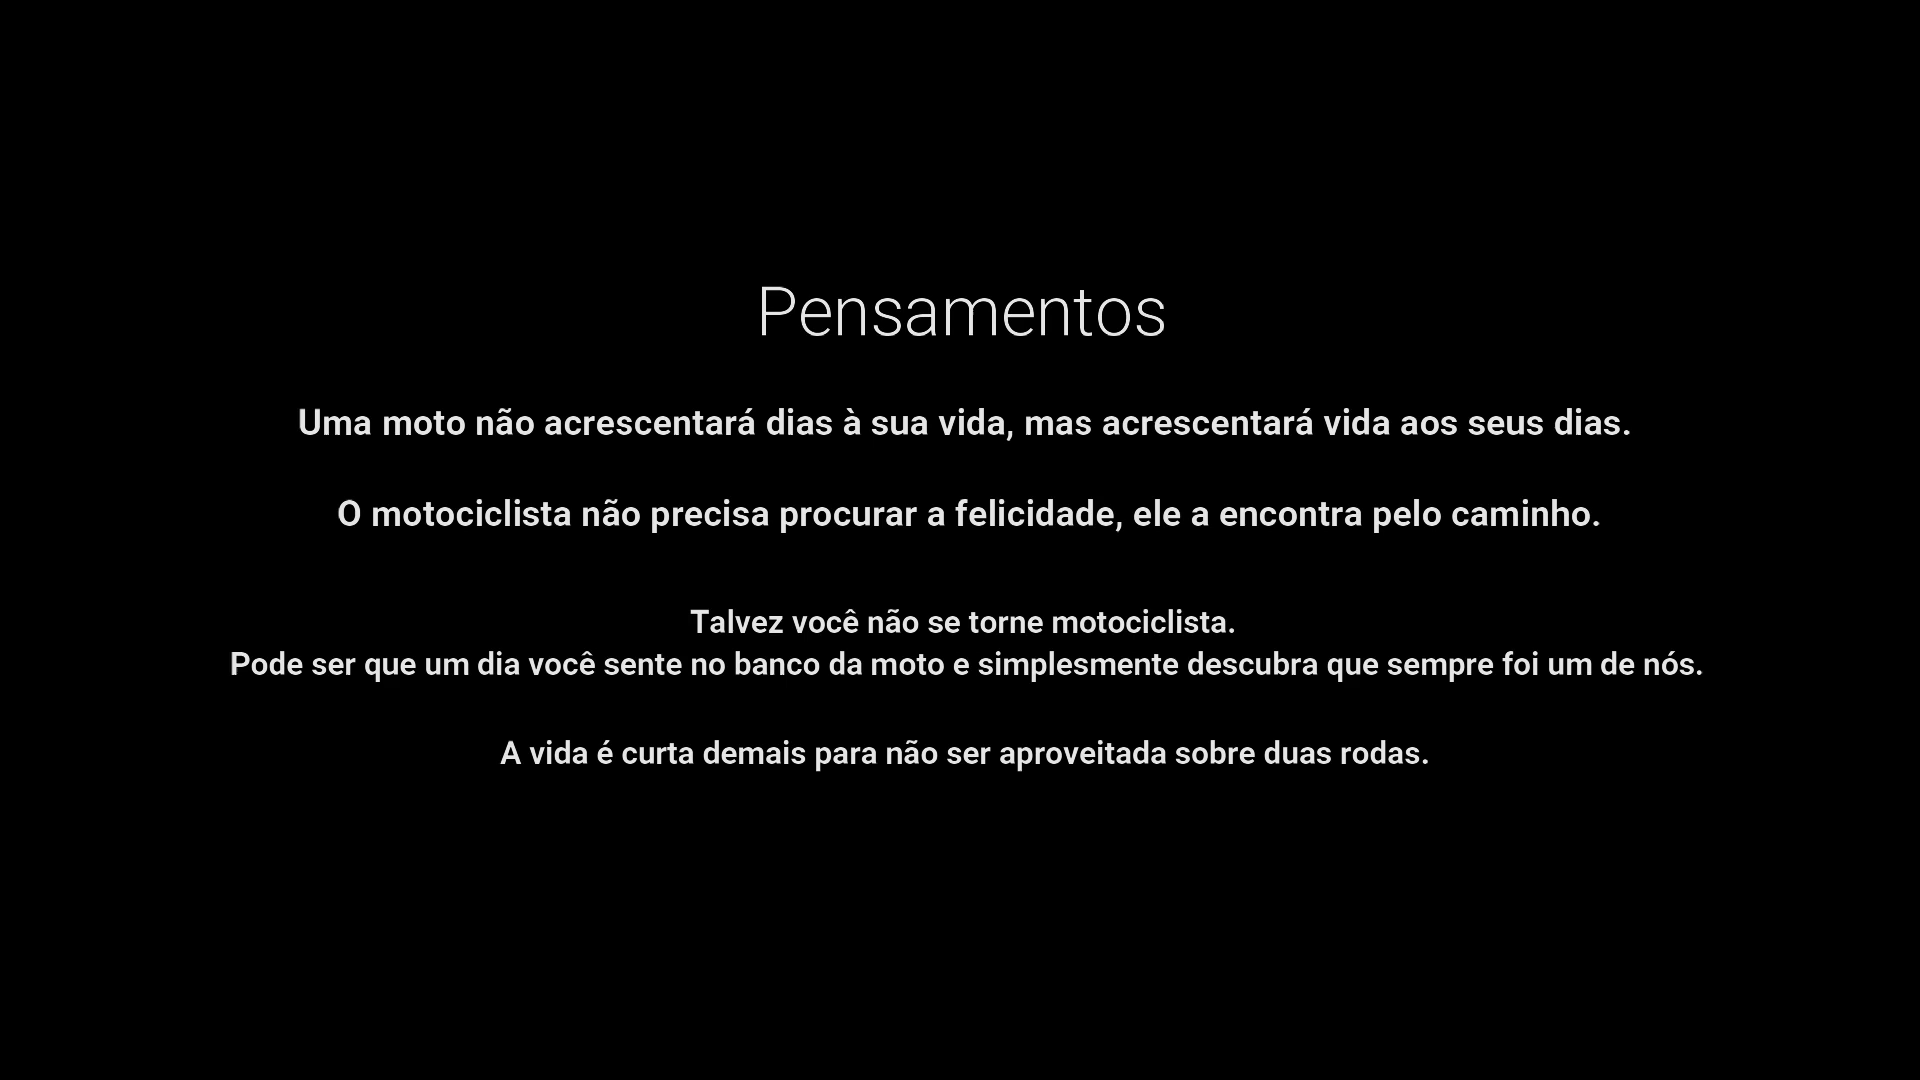 Pensamentos
Uma moto não acrescentará dias à sua vida, mas acrescentará vida aos seus dias.
O motociclista não precisa procurar a felicidade, ele a encontra pelo caminho.
Talvez você não se torne motociclista.
Pode ser que um dia você sente no banco da moto e simplesmente descubra que sempre foi um de nós.
A vida é curta demais para não ser aproveitada sobre duas rodas.